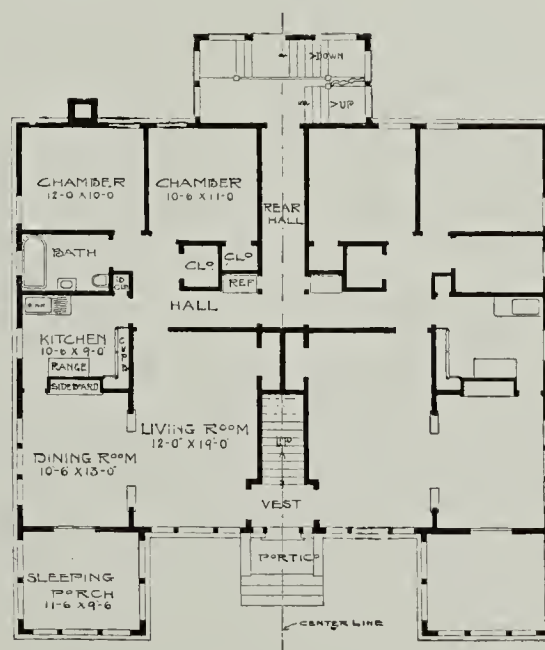 DOWN
UP
CHAMBER
12-0 X 10-0
CHAMBER
10-6 X 11-0
REAR
HALL
BATH
CLO
CLO
REF
HALL
KITCHEN
10-6 X 9-0
RANGE
SIDEBOARD
LIVING ROOM
12-0 X 19-0
UP
DINING ROOM
10-6 X 13-0
VEST
PORTICO
SLEEPING
PORCH
11-6 X 9-6
CENTER LINE